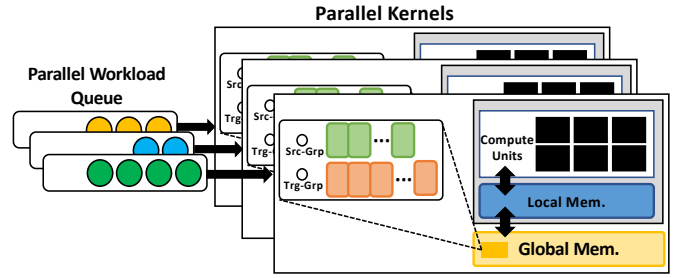 Parallel Kernels
Parallel Workload
Queue
Src-
Trg-
Src-
Trg-
Src-Grp
Trg-Grp
...
...
Compute
Units
Local Mem.
Global Mem.